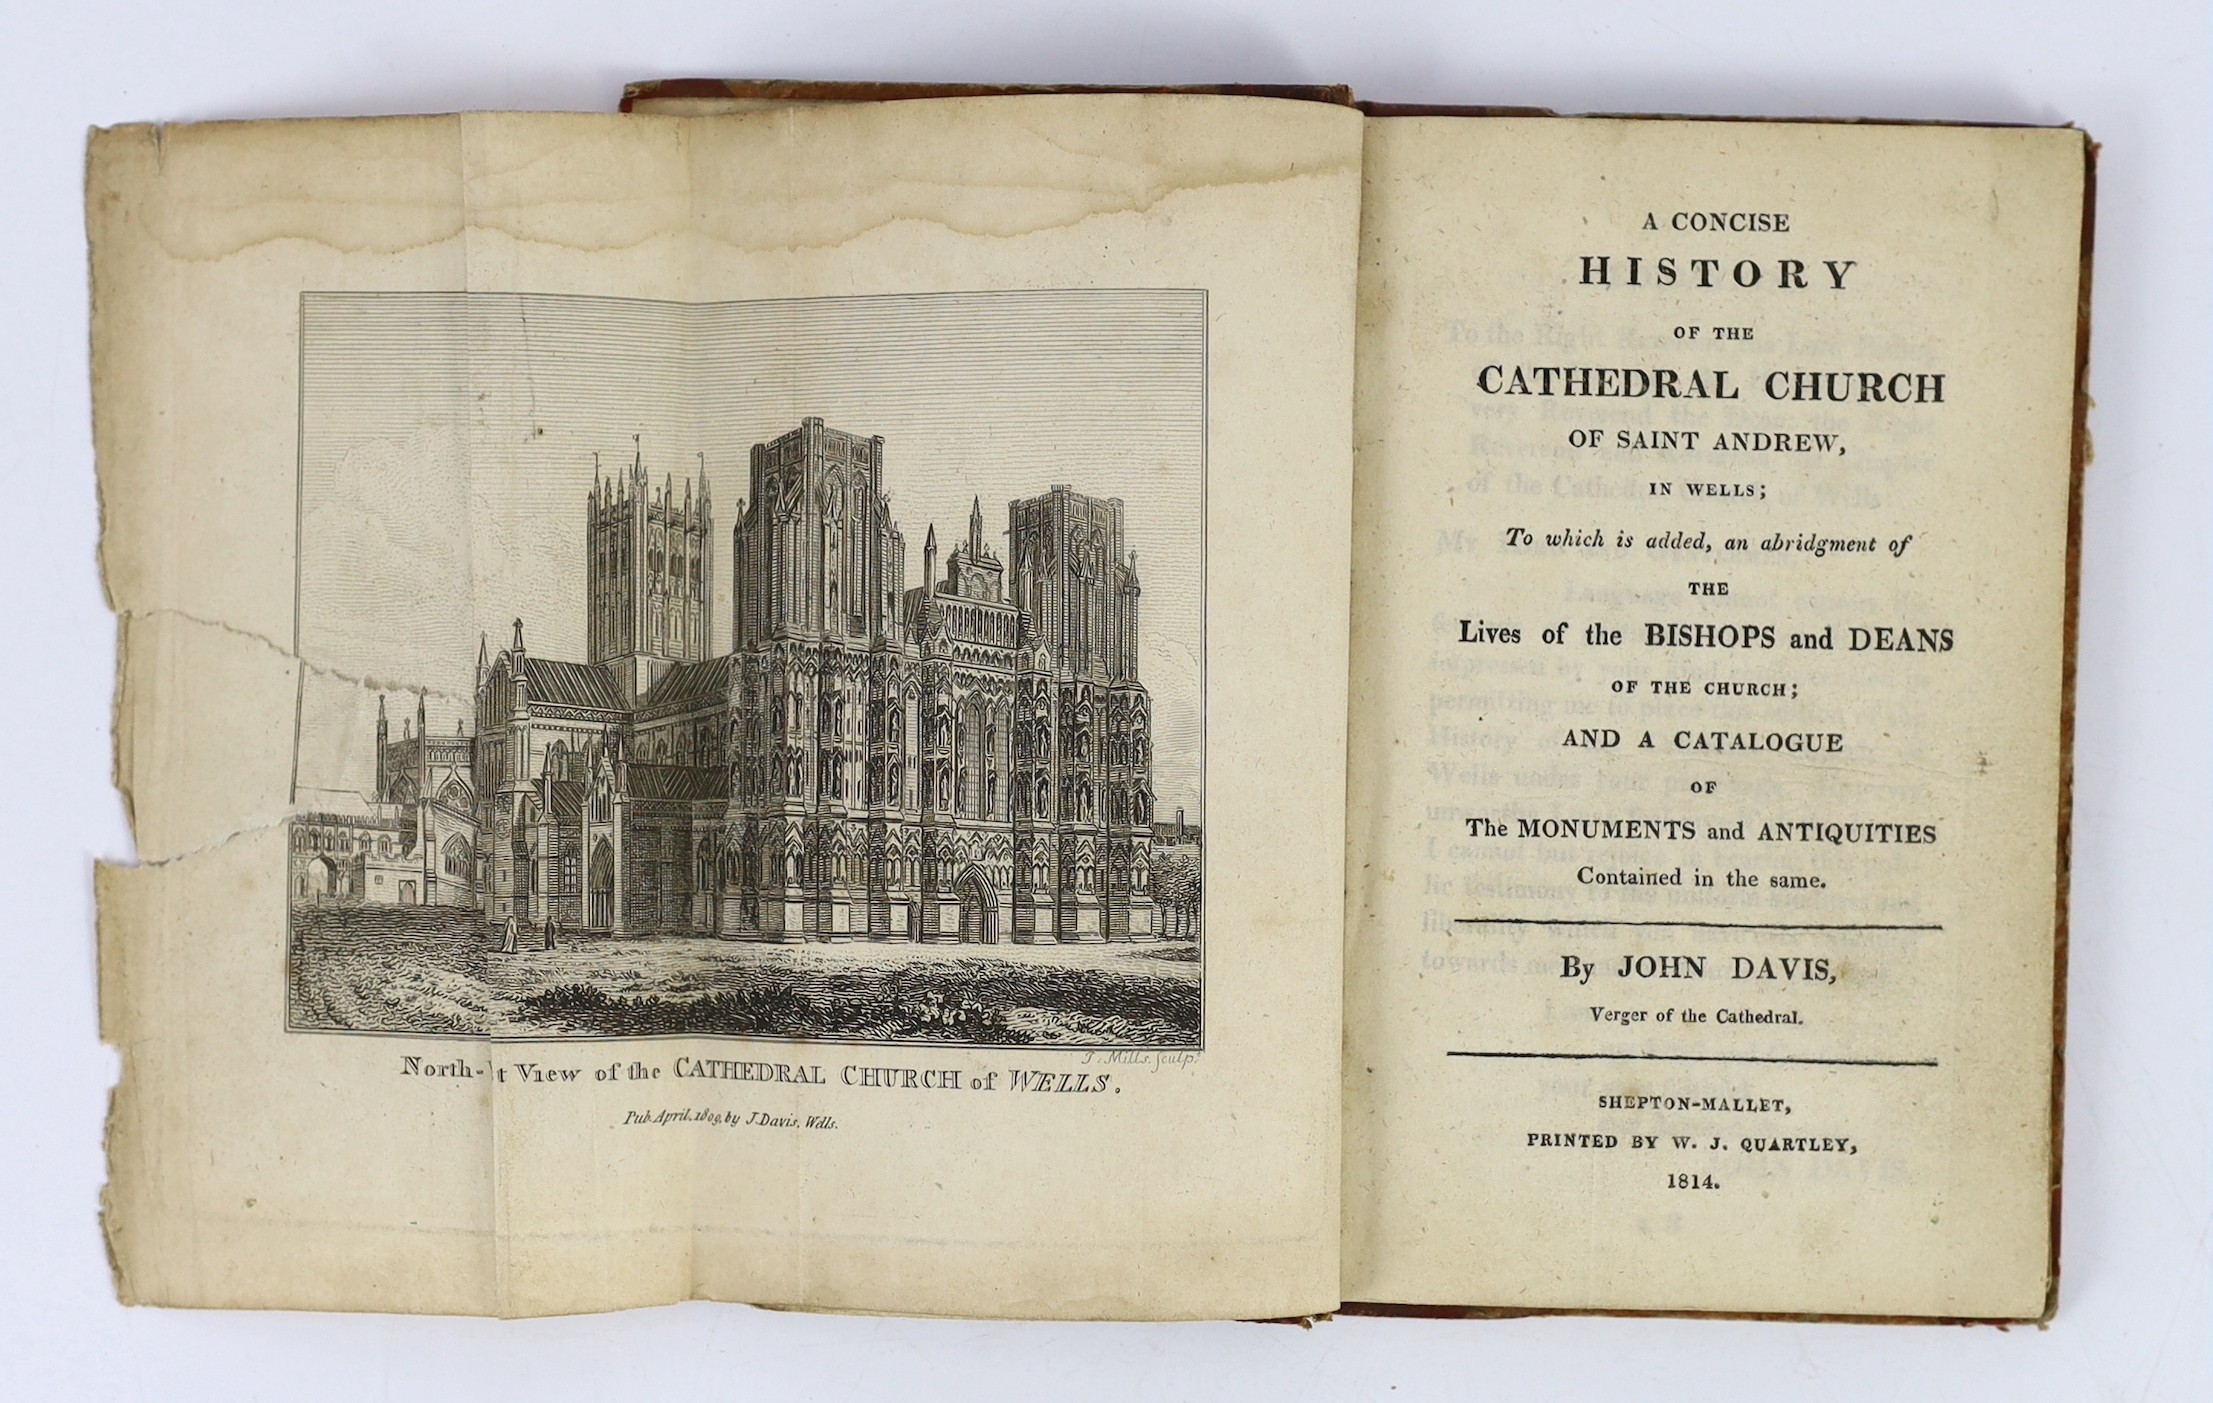 T. Mills. Sculp.t
North- t View of the CATHEDRAL CHURCH of WELLS.
Pub. April. 1809. by J. Davis. Wells.
A CONCISE
HISTORY
OF THE
CATHEDRAL CHURCH
OF SAINT ANDREW,
IN WELLS;
To which is added, an abridgment of
THE
Lives of the BISHOPS and DEANS
OF THE CHURCH;
AND A CATALOGUE
OF
The MONUMENTS and ANTIQUITIES
Contained in the same.
By JOHN DAVIS,
Verger of the Cathedral.
SHEPTON-MALLET,
PRINTED BY W. J. QUARTLEY,
1814.